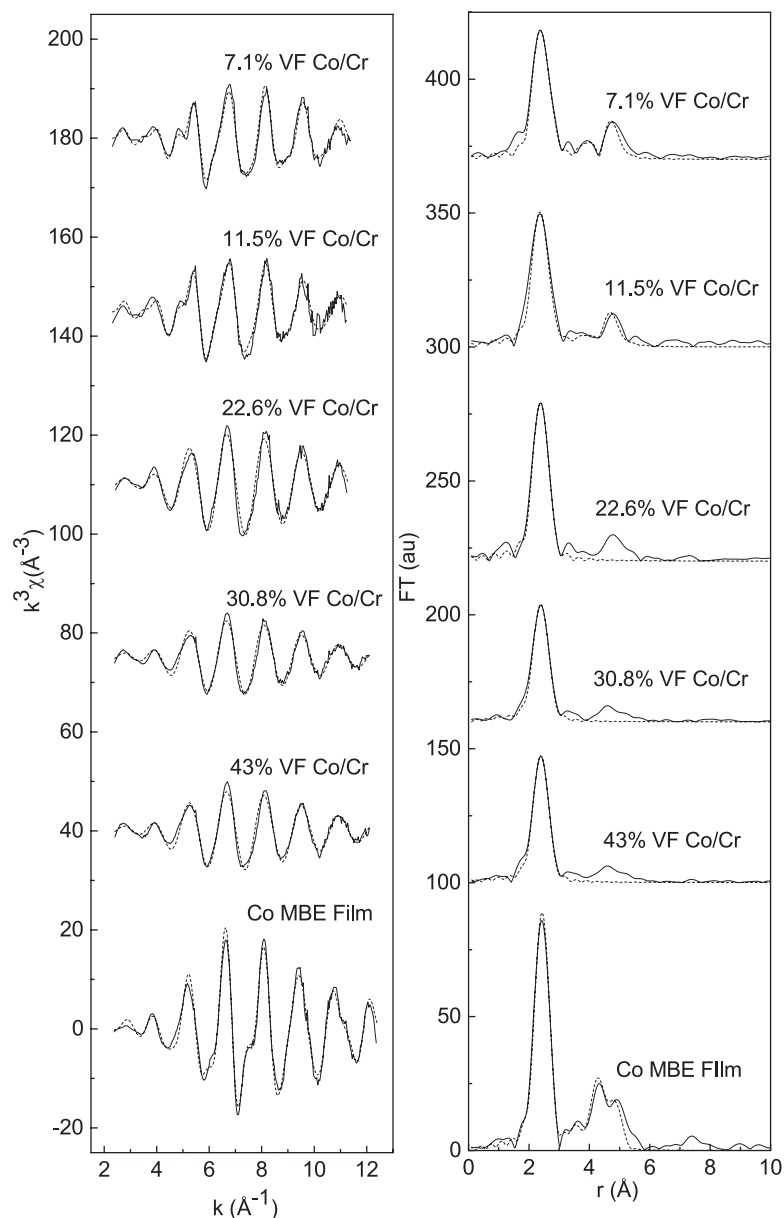 200
180
160
140
120
100
80
60
40
20
0
-20
k³χ(Å⁻³)
7.1% VF Co/Cr
11.5% VF Co/Cr
22.6% VF Co/Cr
30.8% VF Co/Cr
43% VF Co/Cr
Co MBE Film
2 4 6 8 10 12
k (Å⁻¹)
400
350
300
250
200
150
100
50
0
FT (au)
7.1% VF Co/Cr
11.5% VF Co/Cr
22.6% VF Co/Cr
30.8% VF Co/Cr
43% VF Co/Cr
Co MBE FIlm
0 2 4 6 8 10
r (Å)